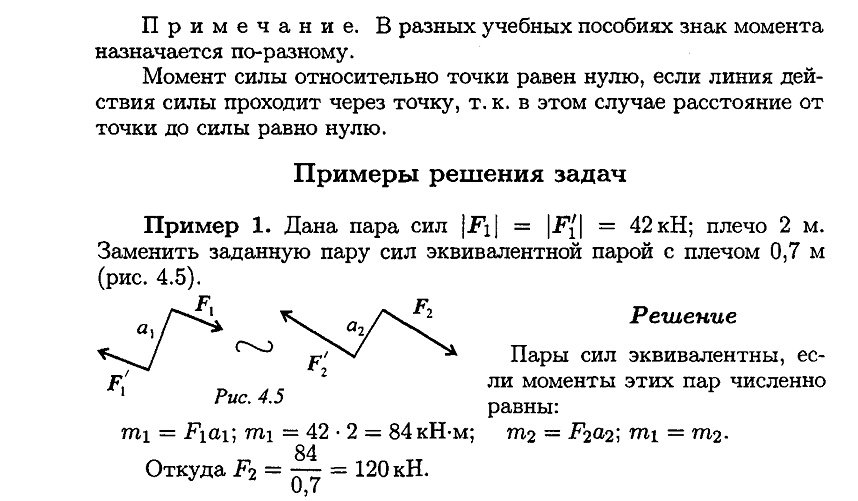 П р и м е ч а н и е. В разных учебных пособиях знак момента
назначается по-разному.
Момент силы относительно точки равен нулю, если линия дей-
ствия силы проходит через точку, т. к. в этом случае расстояние от
точки до силы равно нулю.
Примеры решения задач
Пример 1. Дана пара сил |F₁| = |F₁′| = 42 кН; плечо 2 м.
Заменить заданную пару сил эквивалентной парой с плечом 0,7 м
(рис. 4.5).
F₁
a₁
F₁′
F₂
a₂
F₂′
Рис. 4.5
Решение
Пары сил эквивалентны, ес-
ли моменты этих пар численно
равны:
m₁ = F₁a₁; m₁ = 42 · 2 = 84 кН·м; m₂ = F₂a₂; m₁ = m₂.
Откуда F₂ = 84/0,7 = 120 кН.